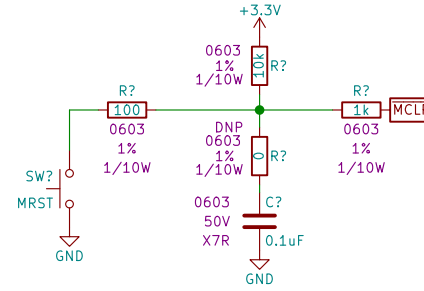 +3.3V
0603
1%
1/10W
10k
R?
R?
100
0603
1%
1/10W
R?
1k
0603
1%
1/10W
DNP
0603
1%
1/10W
0
R?
SW?
MRST
GND
0603
50V
X7R
C?
0.1uF
GND